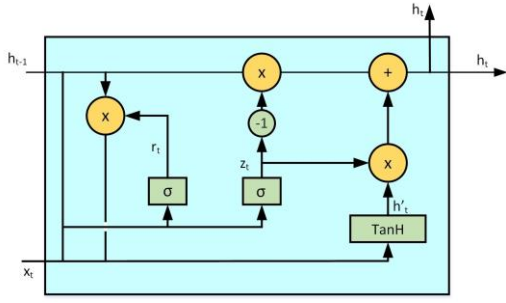 h_t
h_{t-1}
x
+
h_t
x
-1
r_t
z_t
x
σ
σ
h'_t
TanH
x_t